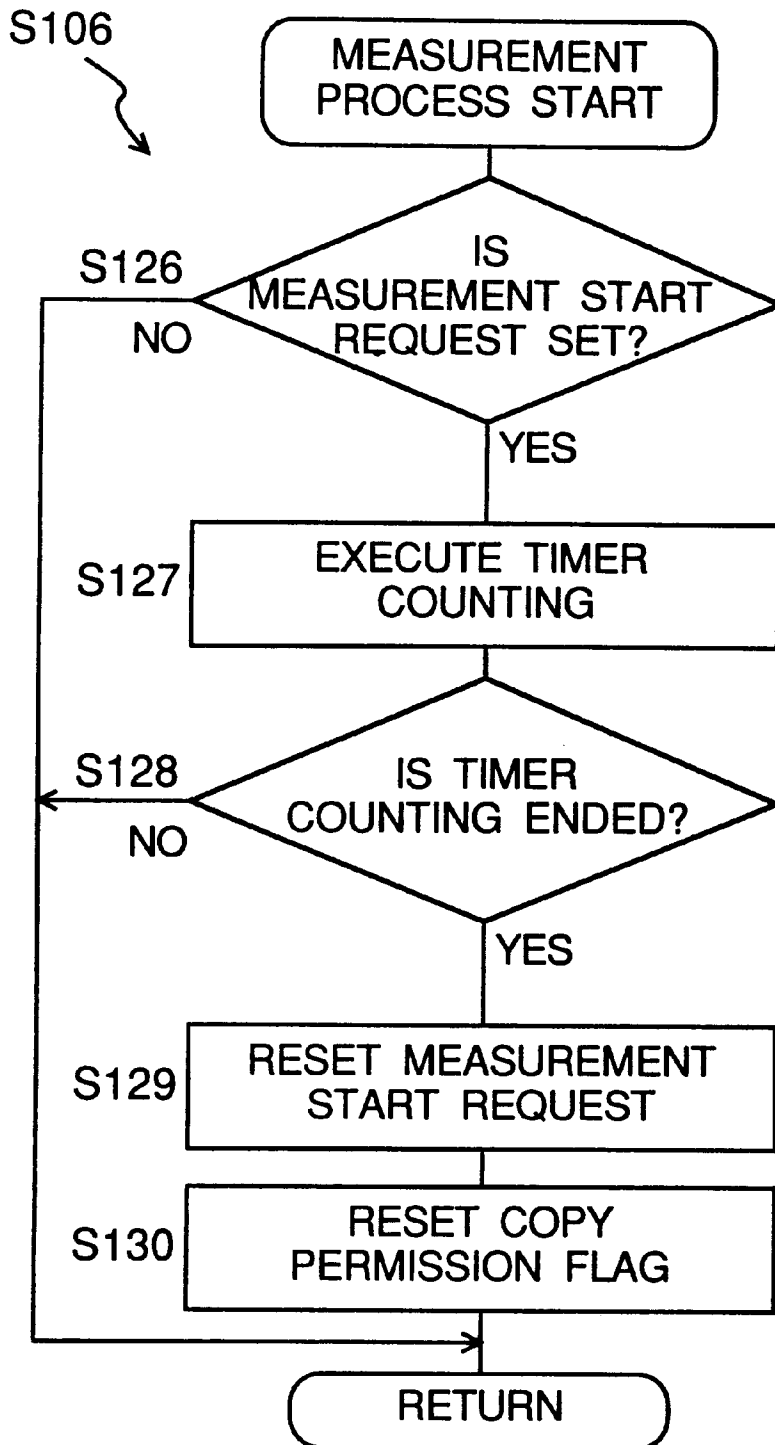 S106
MEASUREMENT
PROCESS START
S126
IS
MEASUREMENT START
REQUEST SET?
NO
YES
S127
EXECUTE TIMER
COUNTING
S128
IS TIMER
COUNTING ENDED?
NO
YES
S129
RESET MEASUREMENT
START REQUEST
S130
RESET COPY
PERMISSION FLAG
RETURN